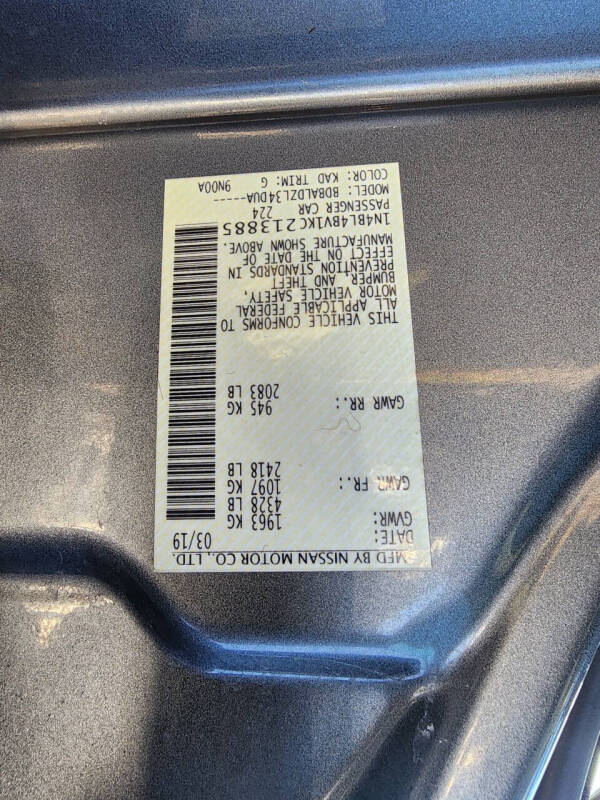 MFD BY NISSAN MOTOR CO., LTD.
DATE: 03/19
GVWR: 1963 KG
4328 LB
GAWR FR.: 1097 KG
2418 LB
GAWR RR.: 945 KG
2083 LB
THIS VEHICLE CONFORMS TO
ALL APPLICABLE FEDERAL
MOTOR VEHICLE SAFETY,
BUMPER, AND THEFT
PREVENTION STANDARDS IN
EFFECT ON THE DATE OF
MANUFACTURE SHOWN ABOVE.
1N4BL4BV1KC213885
PASSENGER CAR 224
MODEL: BDBALDZL34DUA-----
COLOR: KAD TRIM: G 9N00A